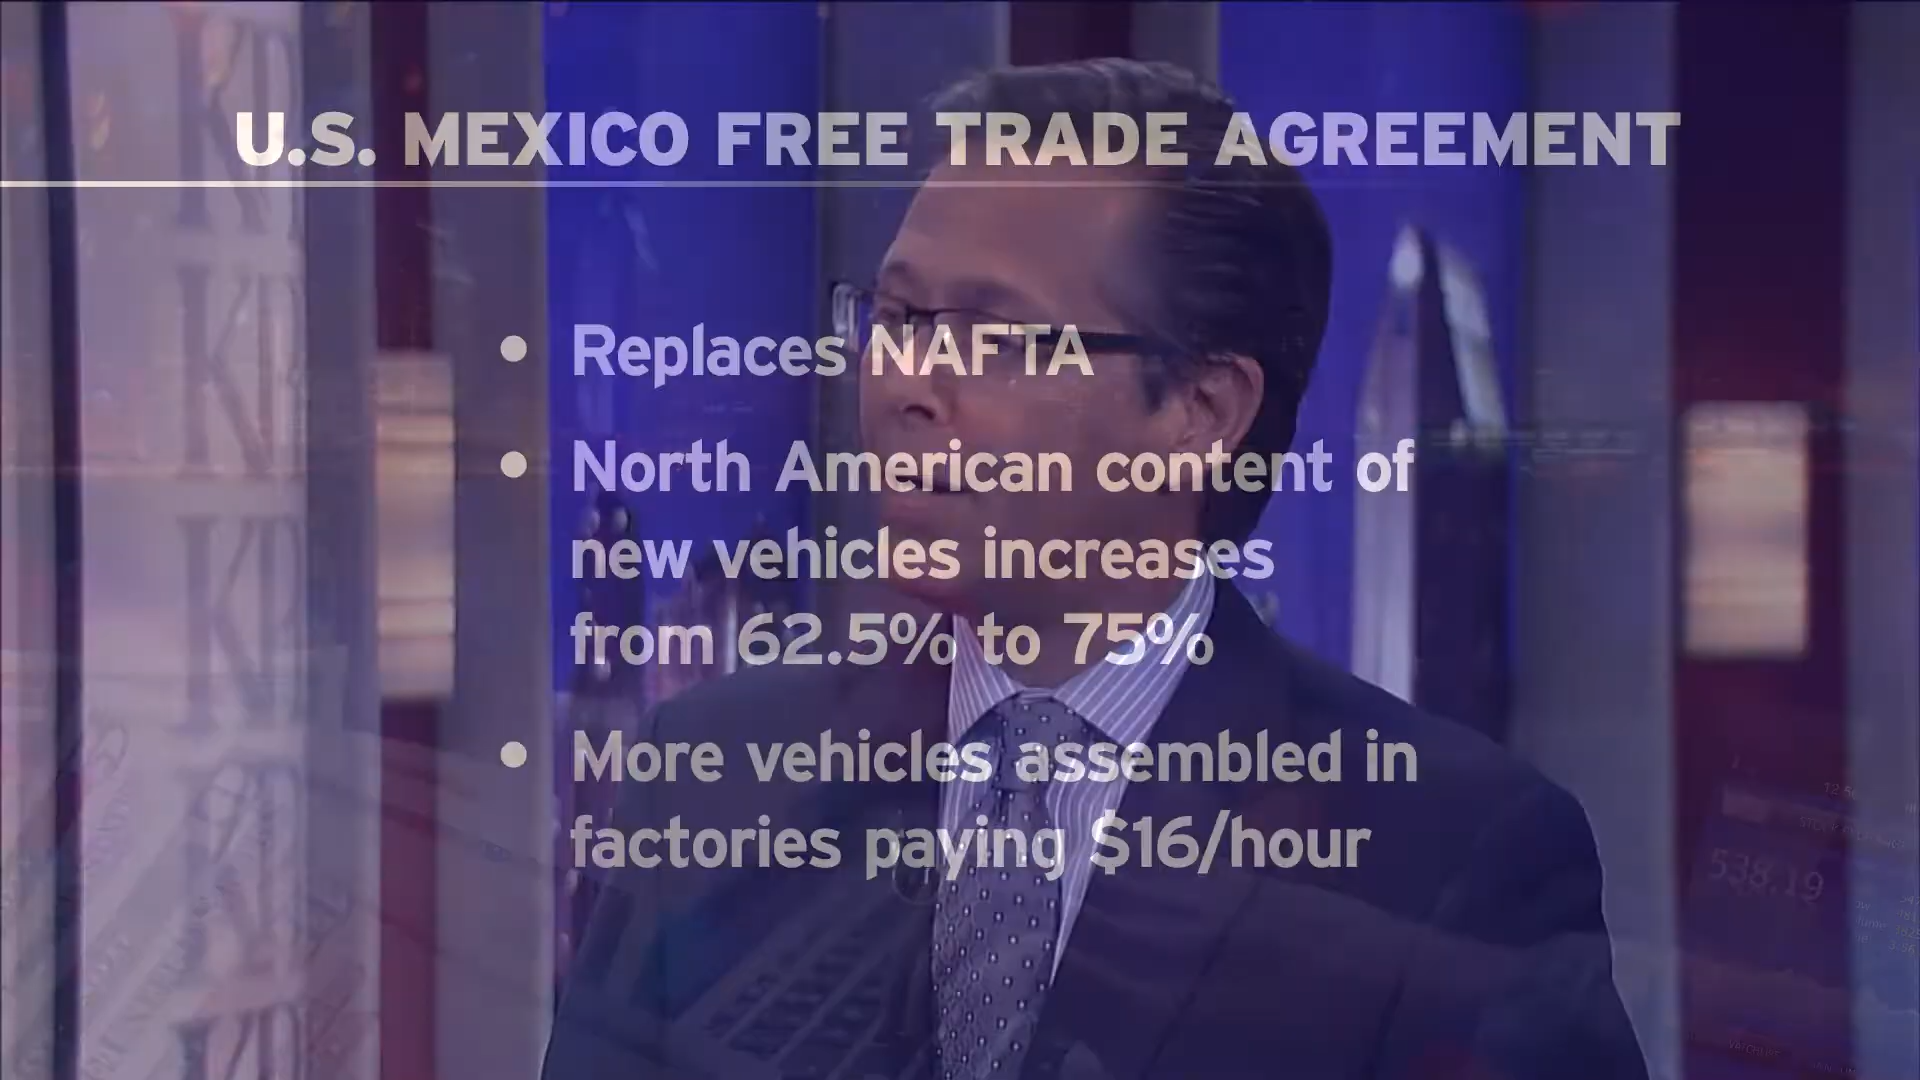 U.S. MEXICO FREE TRADE AGREEMENT
• Replaces NAFTA
• North American content of
new vehicles increases
from 62.5% to 75%
• More vehicles assembled in
factories paying $16/hour
538.19